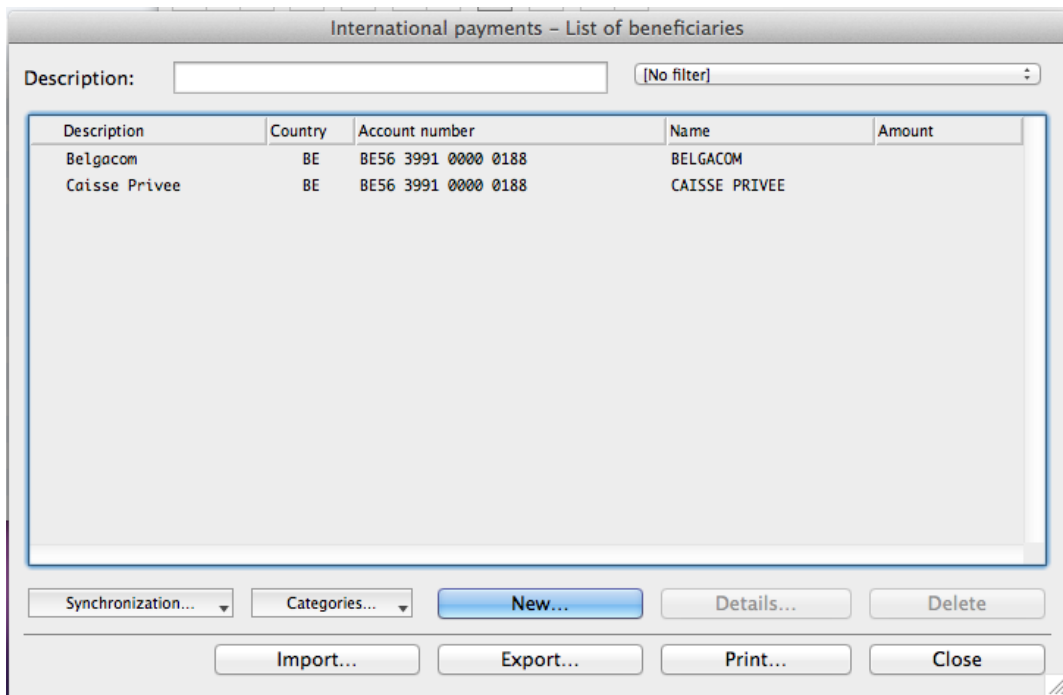 International payments – List of beneficiaries
Description: [No filter]
Description Country Account number Name Amount
Belgacom BE BE56 3991 0000 0188 BELGACOM
Caisse Privee BE BE56 3991 0000 0188 CAISSE PRIVEE
Synchronization... Categories... New... Details... Delete
Import... Export... Print... Close